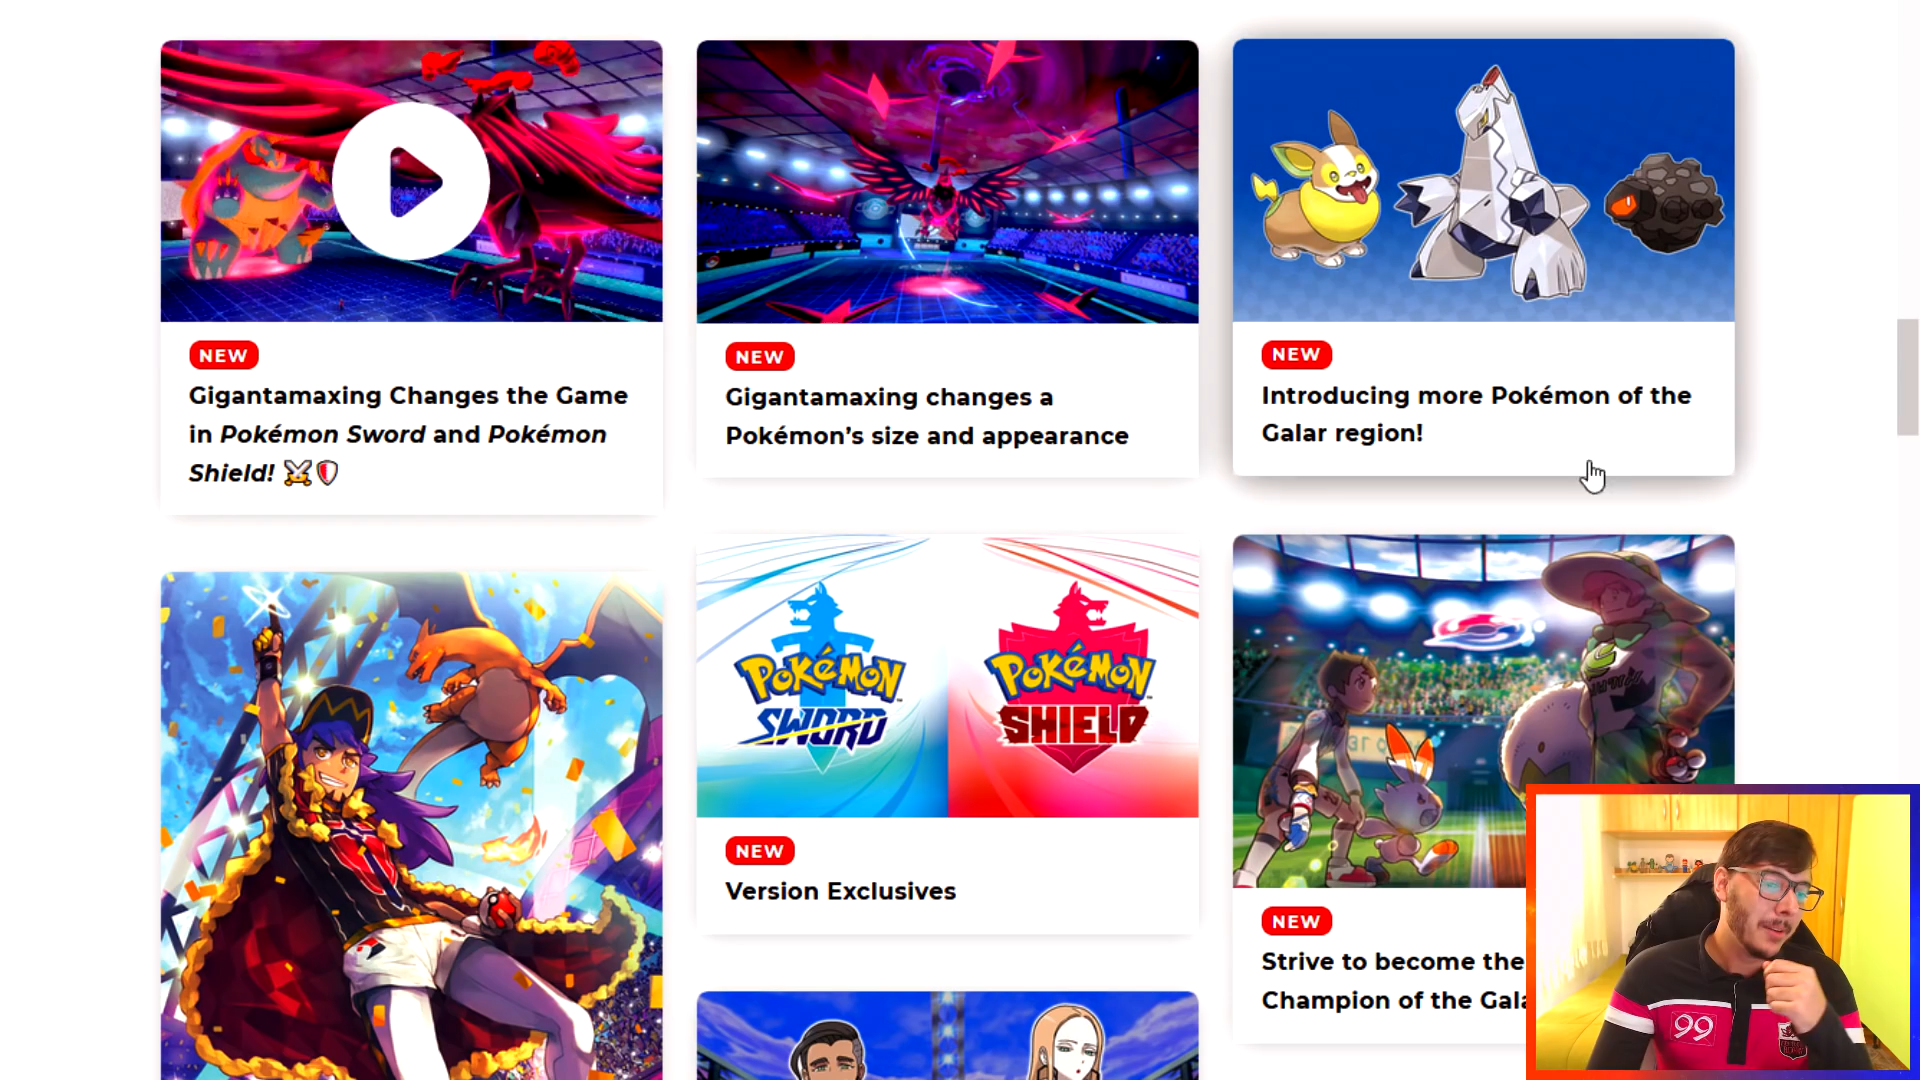 NEW
Gigantamaxing Changes the Game
in Pokémon Sword and Pokémon
Shield! ⚔️🛡️
NEW
Gigantamaxing changes a
Pokémon’s size and appearance
NEW
Introducing more Pokémon of the
Galar region!
POKéMON
SWORD
POKéMON
SHIELD
NEW
Version Exclusives
NEW
Strive to become the
Champion of the Gala
99